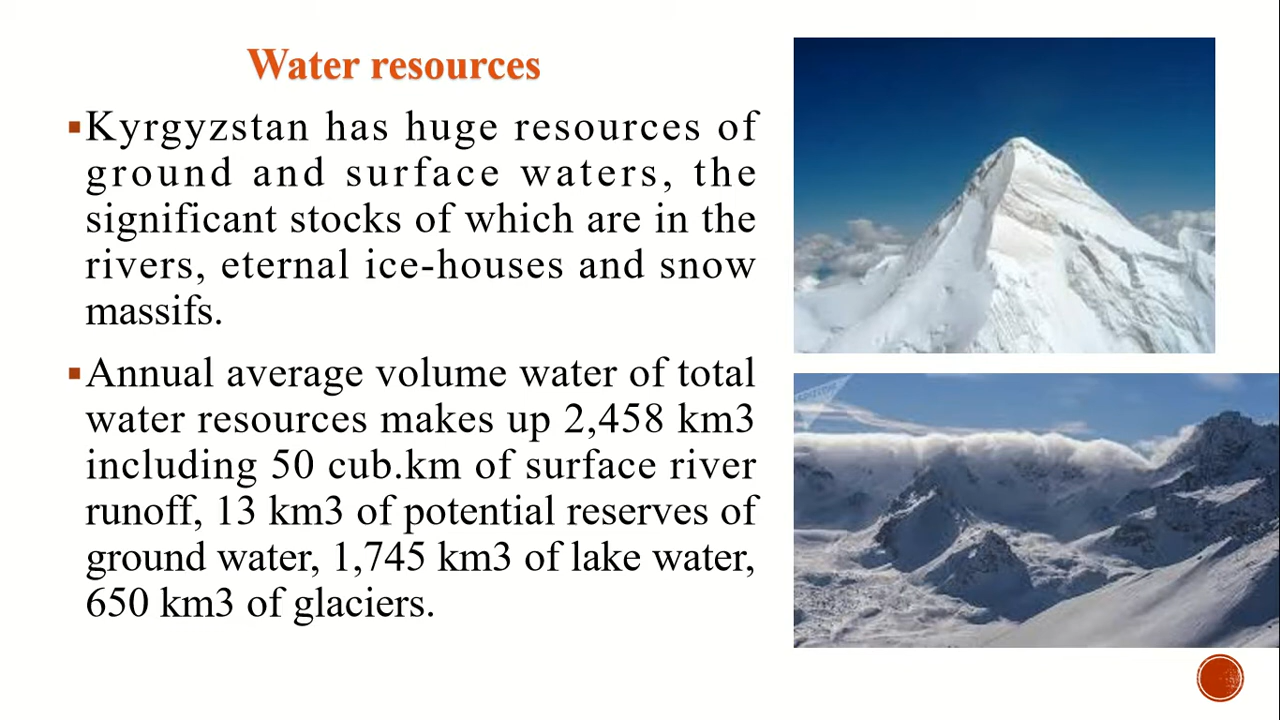 Water resources
▪Kyrgyzstan has huge resources of
ground and surface waters, the
significant stocks of which are in the
rivers, eternal ice-houses and snow
massifs.
▪Annual average volume water of total
water resources makes up 2,458 km3
including 50 cub.km of surface river
runoff, 13 km3 of potential reserves of
ground water, 1,745 km3 of lake water,
650 km3 of glaciers.